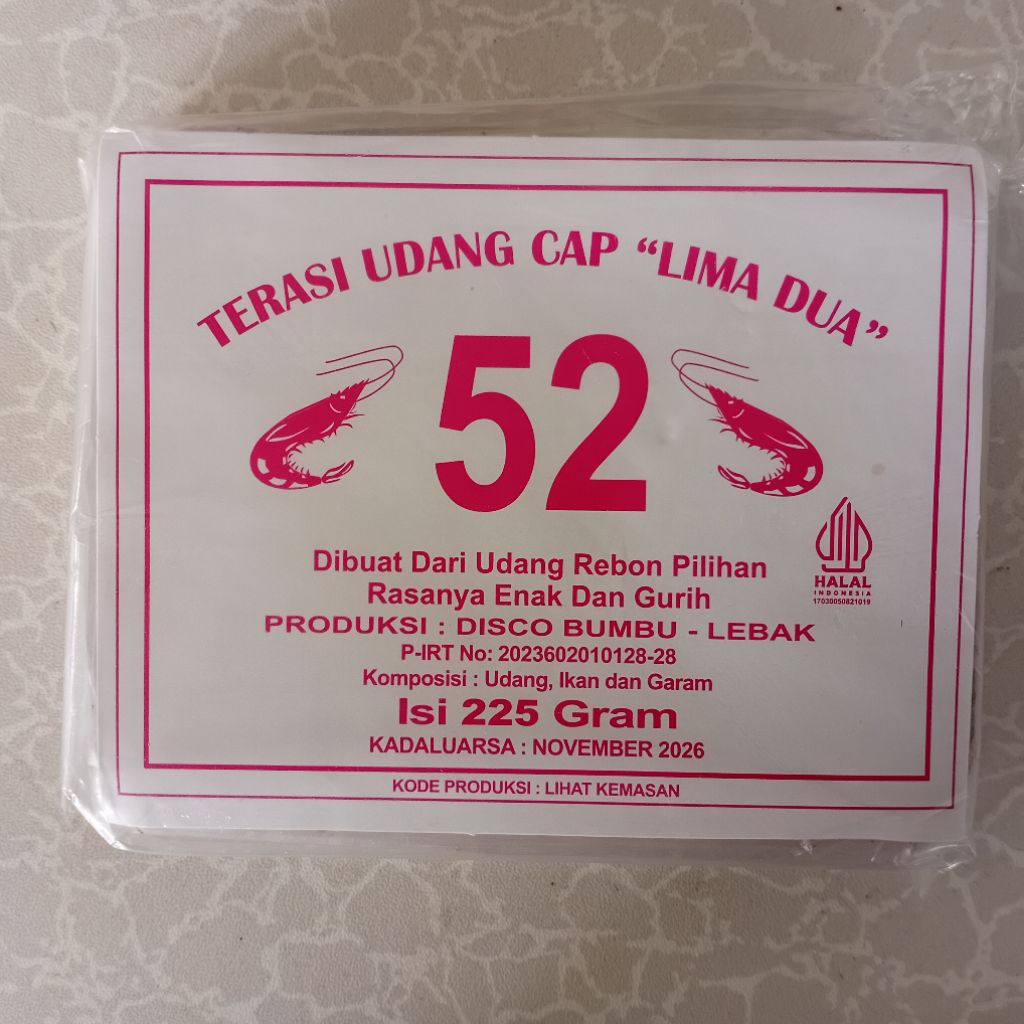 TERASI UDANG CAP “LIMA DUA”
52
Dibuat Dari Udang Rebon Pilihan
Rasanya Enak Dan Gurih
PRODUKSI : DISCO BUMBU - LEBAK
P-IRT No: 2023602010128-28
Komposisi : Udang, Ikan dan Garam
Isi 225 Gram
KADALUARSA : NOVEMBER 2026
KODE PRODUKSI : LIHAT KEMASAN
HALAL
INDONESIA
17030050821019